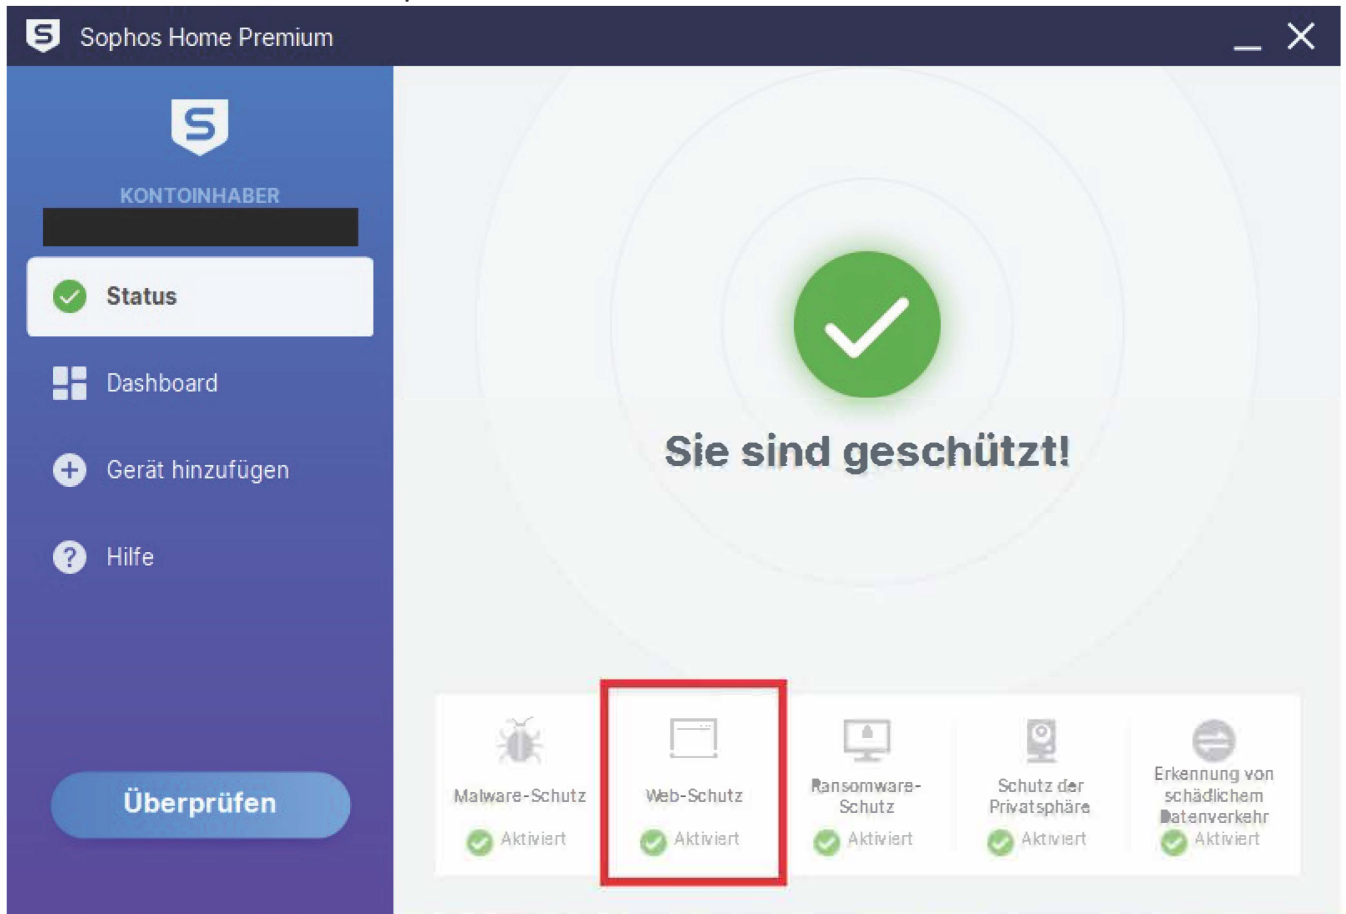 Sophos Home Premium
KONTOINHABER
Status
Dashboard
Gerät hinzufügen
Hilfe
Überprüfen
Sie sind geschützt!
Malware-Schutz
Aktiviert
Web-Schutz
Aktiviert
Ransomware-
Schutz
Aktiviert
Schutz der
Privatsphäre
Aktiviert
Erkennung von
schädlichem
Datenverkehr
Aktiviert